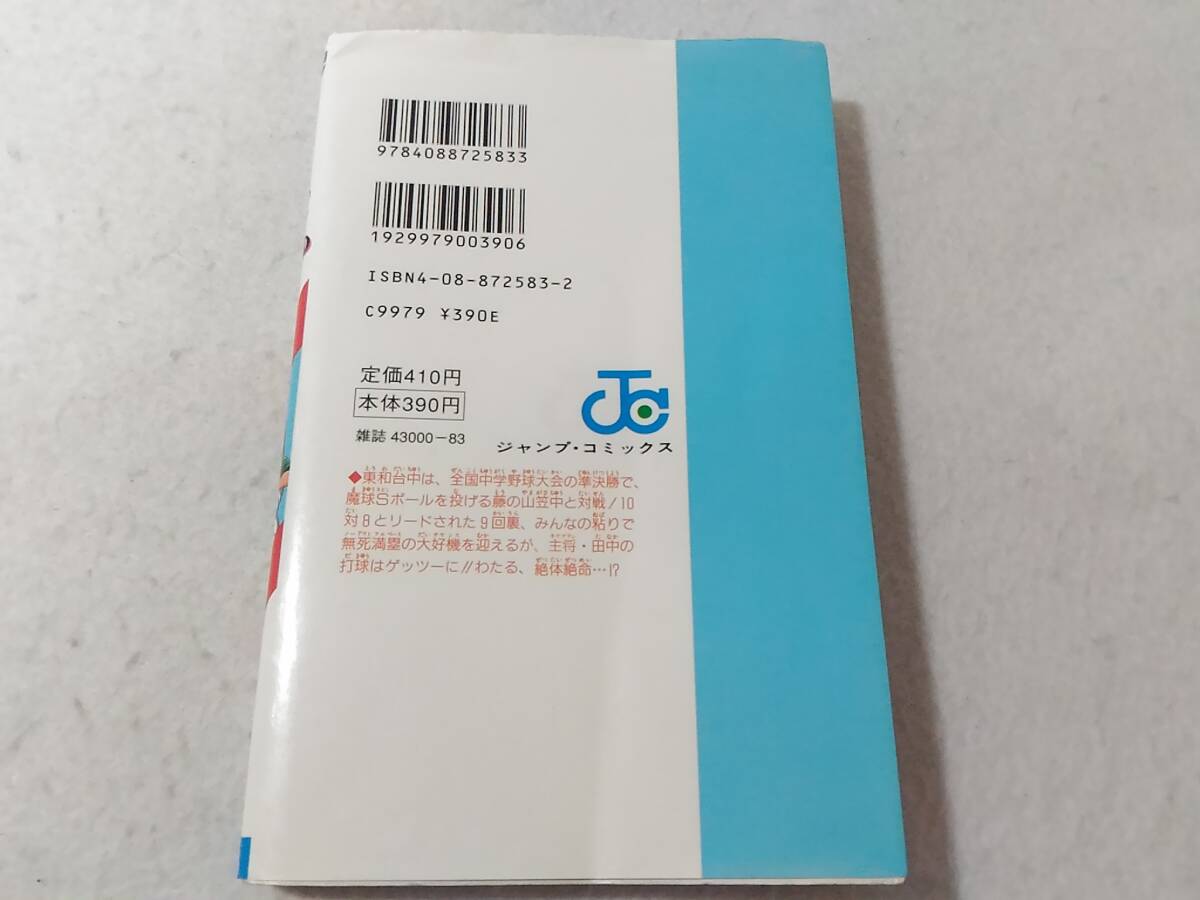 9784088725833
1929979003906
ISBN4-08-872583-2
C9979 ¥390E
定価410円
本体390円
雑誌 43000-83
JC
ジャンプ・コミックス
◆東和台中は、全国中学野球大会の準決勝で、
魔球Sボールを投げる藤の山笠中と対戦!10
対8とリードされた9回裏、みんなの粘りで
無死満塁の大好機を迎えるが、主将・田中の
打球はゲッツーに!!わたる、絶体絶命…!?